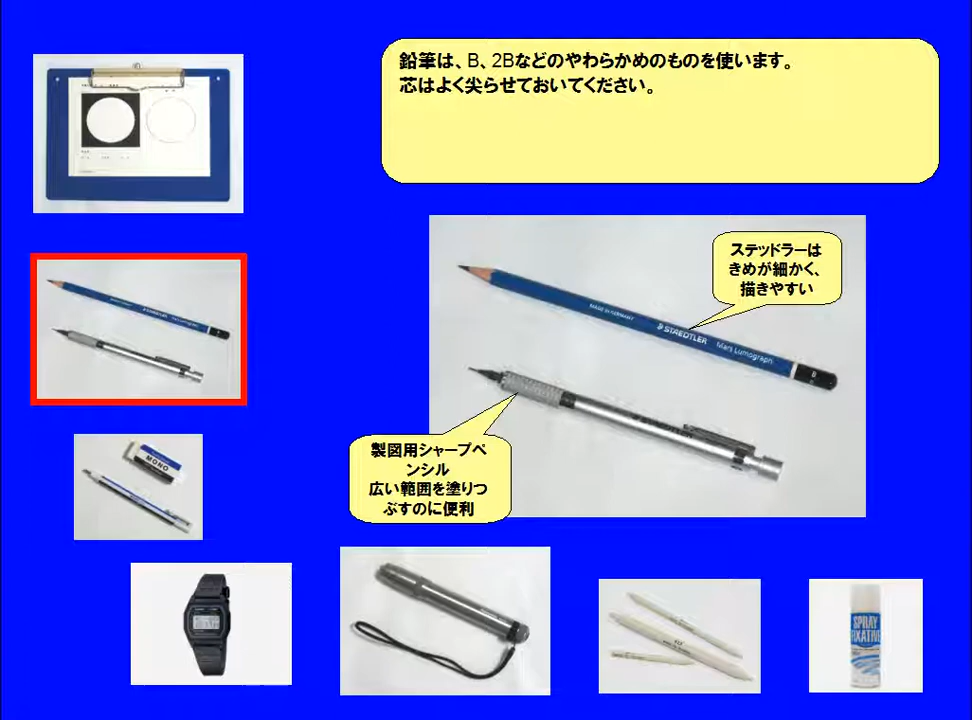 鉛筆は、B、2Bなどのやわらかめのものを使います。
芯はよく尖らせておいてください。
ステッドラーは
きめが細かく、
描きやすい
MADE IN GERMANY
STAEDTLER Mars Lumograph
B
製図用シャープペ
ンシル
広い範囲を塗りつ
ぶすのに便利
MONO
SPRAY
FIXATIVE